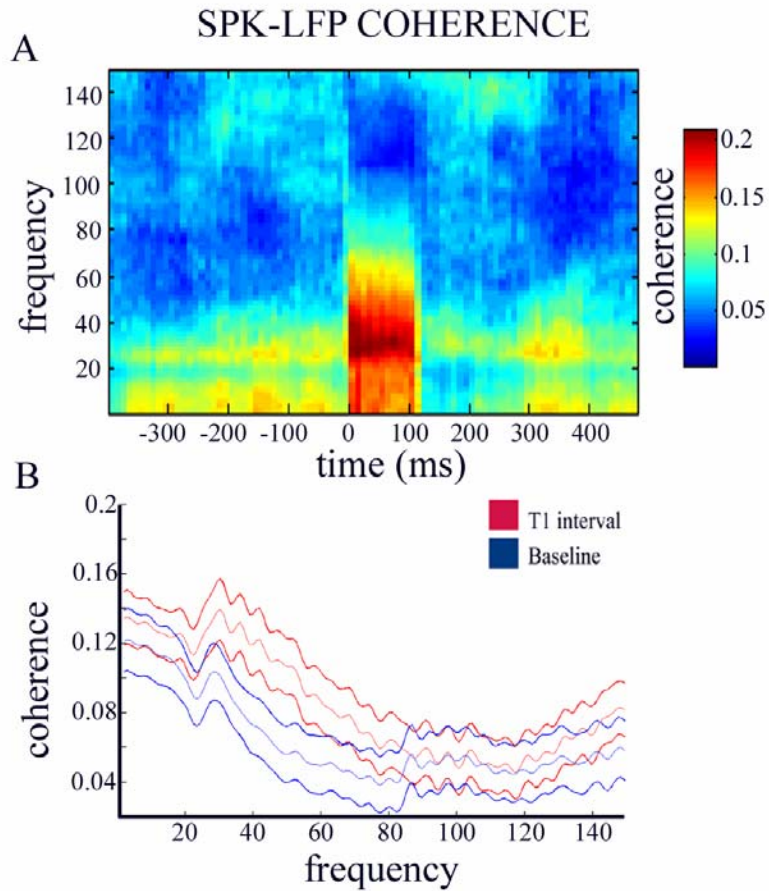 SPK-LFP COHERENCE
A
140
120
100
80
60
40
20
frequency
-300 -200 -100 0 100 200 300 400
time (ms)
0.2
0.15
0.1
0.05
coherence
B
0.2
0.16
0.12
0.08
0.04
coherence
T1 interval
Baseline
20 40 60 80 100 120 140
frequency